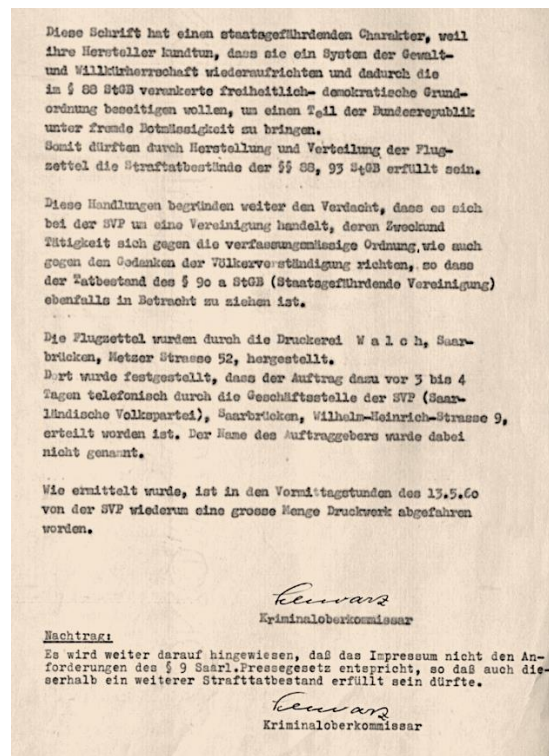 Diese Schrift hat einen staatsgefährdenden Charakter, weil
ihre Hersteller kundtun, dass sie ein System der Gewalt-
und Willkürherrschaft wiederaufrichten und dadurch die
im § 88 StGB verankerte freiheitlich- demokratische Grund-
ordnung beseitigen wollen, um einen Teil der Bundesrepublik
unter fremde Botmässigkeit zu bringen.
Somit dürften durch Herstellung und Verteilung der Flug-
zettel die Straftatbestände der §§ 88, 93 StGB erfüllt sein.
Diese Handlungen begründen weiter den Verdacht, dass es sich
bei der SVP um eine Vereinigung handelt, deren Zweckund
Tätigkeit sich gegen die verfassungsmässige Ordnung,wie auch
gegen den Gedanken der Völkerverständigung richten, so dass
der Tatbestand des § 90 a StGB (Staatsgefährdende Vereinigung)
ebenfalls in Betracht zu ziehen ist.
Die Flugzettel wurden durch die Druckerei W a l c h, Saar-
brücken, Metzer Strasse 52, hergestellt.
Dort wurde festgestellt, dass der Auftrag dazu vor 3 bis 4
Tagen telefonisch durch die Geschäftsstelle der SVP (Saar-
ländische Volkspartei), Saarbrücken, Wilhelm-Heinrich-Strasse 9,
erteilt worden ist. Der Name des Auftraggebers wurde dabei
nicht genannt.
Wie ermittelt wurde, ist in den Vormittagstunden des 13.5.60
von der SVP wiederum eine grosse Menge Druckwerk abgefahren
worden.
Schwarz
Kriminaloberkommissar
Nachtrag:
Es wird weiter darauf hingewiesen, daß das Impressum nicht den An-
forderungen des § 9 Saarl.Pressegesetz entspricht, so daß auch die-
serhalb ein weiterer Strafttatbestand erfüllt sein dürfte.
Schwarz
Kriminaloberkommissar